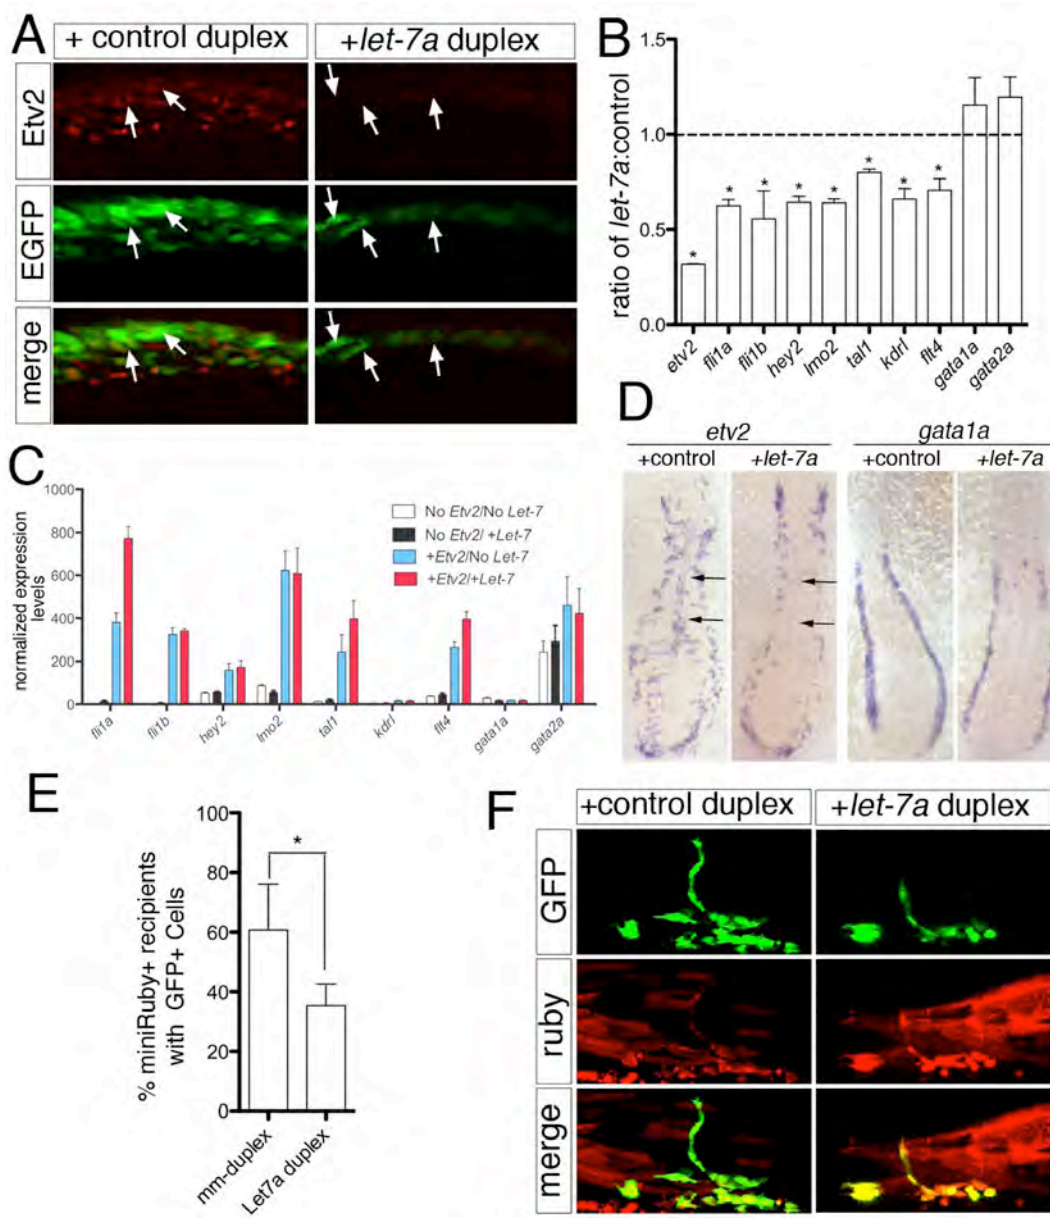 A
+ control duplex
+let-7a duplex
Etv2
EGFP
merge
B
ratio of let-7a:control
1.5
1.0
0.5
0.0
*
*
*
*
*
*
*
*
etv2
fli1a
fli1b
hey2
lmo2
tal1
kdrl
flt4
gata1a
gata2a
C
normalized expression
levels
1000
800
600
400
200
0
No Etv2/No Let-7
No Etv2/ +Let-7
+Etv2/No Let-7
+Etv2/+Let-7
fli1a
fli1b
hey2
lmo2
tal1
kdrl
flt4
gata1a
gata2a
D
etv2
gata1a
+control
+let-7a
+control
+let-7a
E
% miniRuby+ recipients
with GFP+ Cells
100
80
60
40
20
0
*
mm-duplex
Let7a duplex
F
+control duplex
+let-7a duplex
GFP
ruby
merge